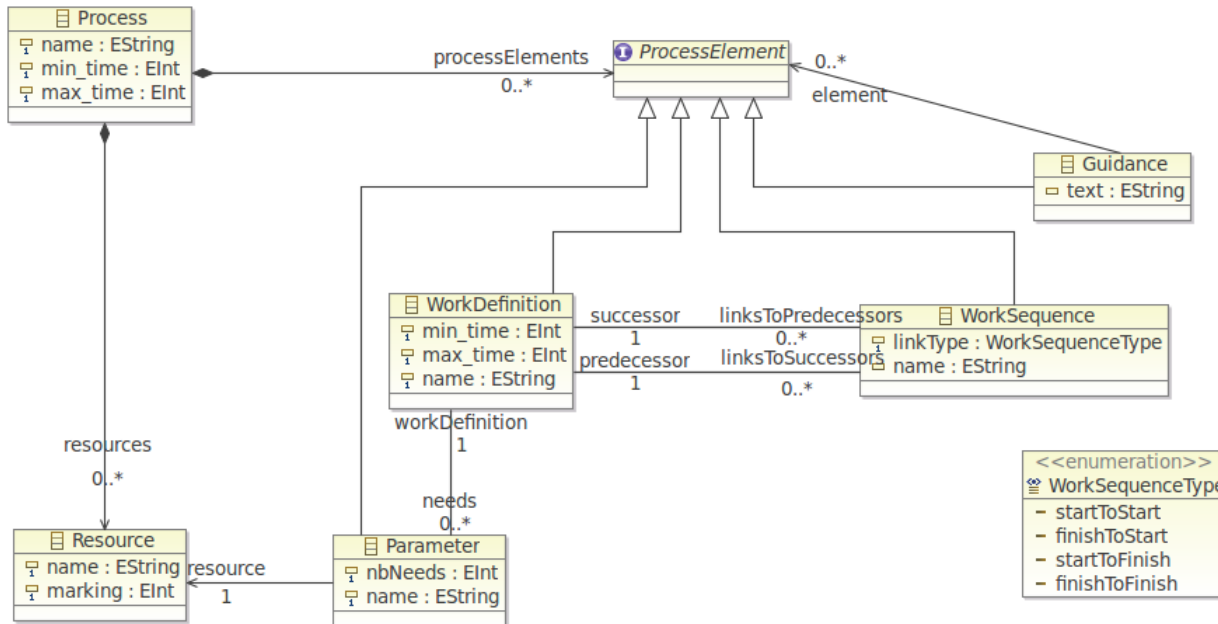 Process
name : EString
min_time : EInt
max_time : EInt
processElements
0..*
ProcessElement
0..*
element
Guidance
text : EString
WorkDefinition
min_time : EInt
max_time : EInt
name : EString
successor
1
linksToPredecessors
0..*
predecessor
1
linksToSuccessors
0..*
WorkSequence
linkType : WorkSequenceType
name : EString
workDefinition
1
needs
0..*
resources
0..*
Resource
name : EString
marking : EInt
resource
1
Parameter
nbNeeds : EInt
name : EString
<<enumeration>>
WorkSequenceType
startToStart
finishToStart
startToFinish
finishToFinish